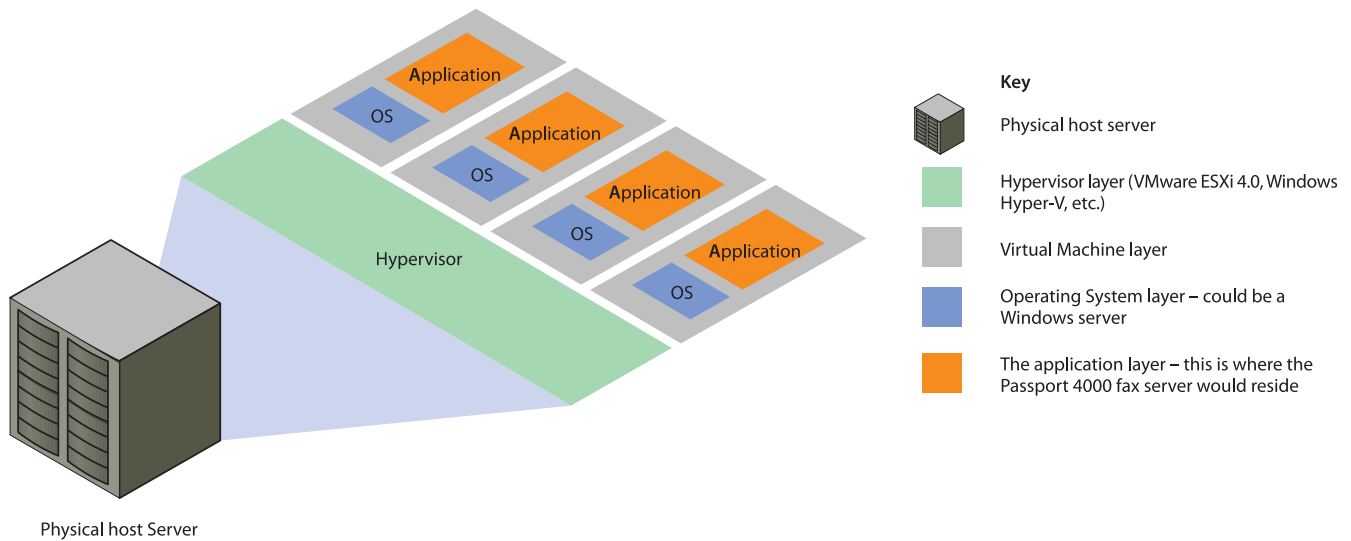 Application
OS
Application
OS
Application
OS
Application
OS
Hypervisor
Physical host Server
Key
Physical host server
Hypervisor layer (VMware ESXi 4.0, Windows
Hyper-V, etc.)
Virtual Machine layer
Operating System layer – could be a
Windows server
The application layer – this is where the
Passport 4000 fax server would reside